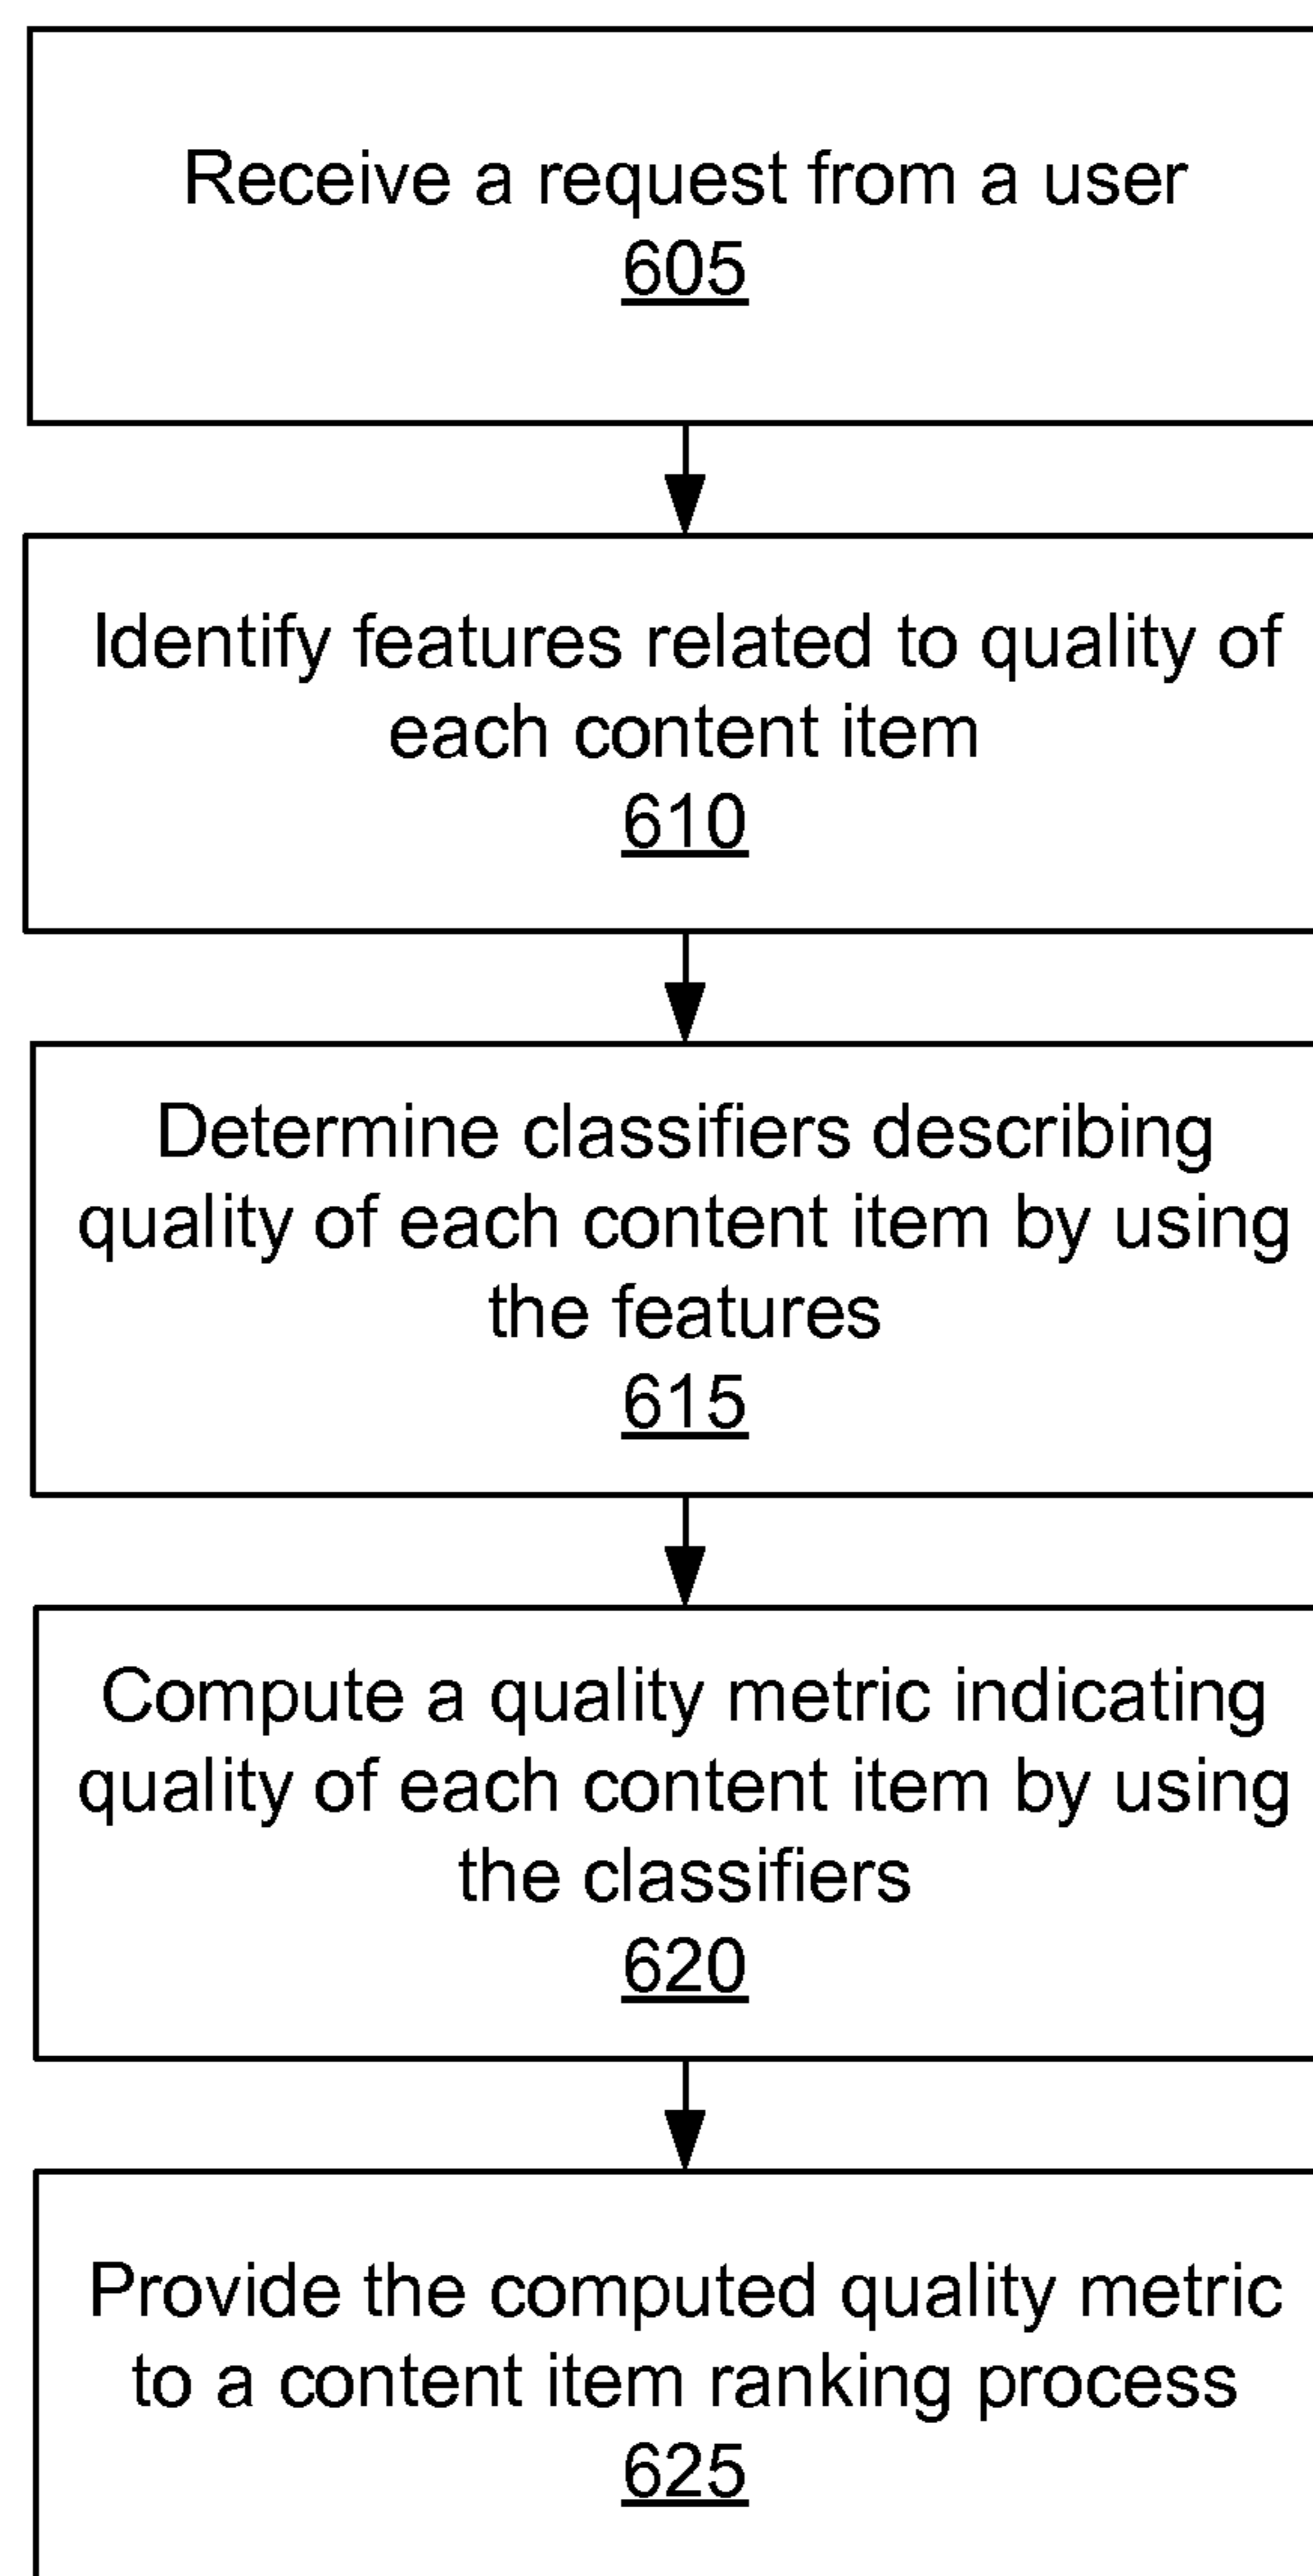 Receive a request from a user
605
Identify features related to quality of
each content item
610
Determine classifiers describing
quality of each content item by using
the features
615
Compute a quality metric indicating
quality of each content item by using
the classifiers
620
Provide the computed quality metric
to a content item ranking process
625